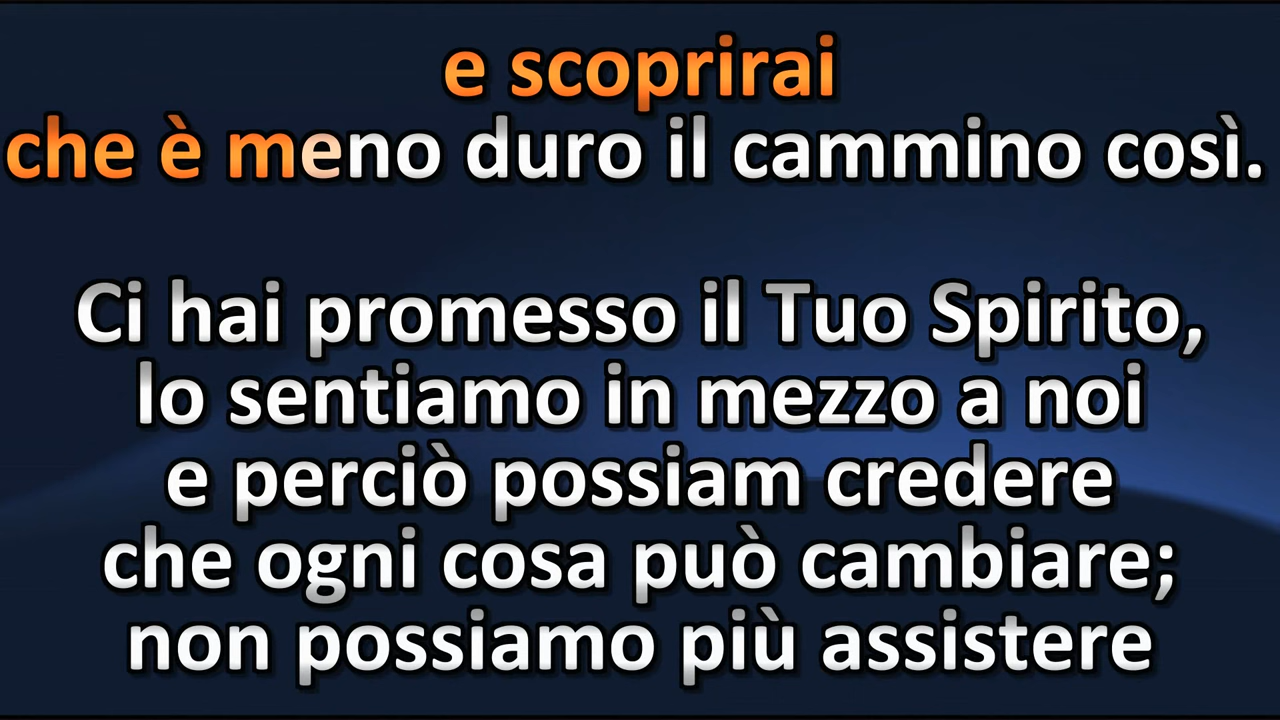 e scoprirai
che è meno duro il cammino così.
Ci hai promesso il Tuo Spirito,
lo sentiamo in mezzo a noi
e perciò possiam credere
che ogni cosa può cambiare;
non possiamo più assistere